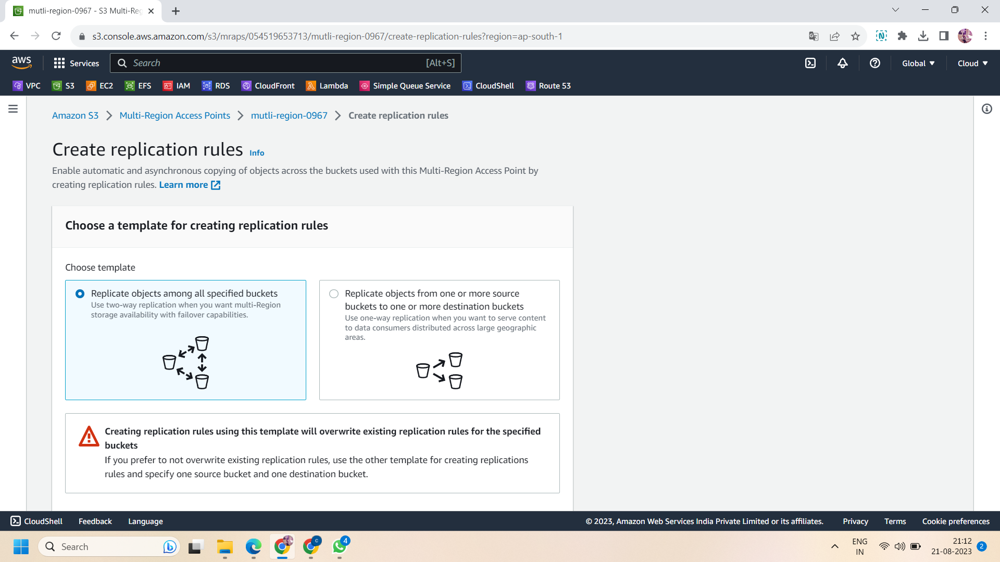 mutli-region-0967 - S3 Multi-Reg
s3.console.aws.amazon.com/s3/mraps/054519653713/mutli-region-0967/create-replication-rules?region=ap-south-1
aws
Services
Search
[Alt+S]
Global
Cloud
VPC
S3
EC2
EFS
IAM
RDS
CloudFront
Lambda
Simple Queue Service
CloudShell
Route 53
Amazon S3
Multi-Region Access Points
mutli-region-0967
Create replication rules
Create replication rules Info
Enable automatic and asynchronous copying of objects across the buckets used with this Multi-Region Access Point by
creating replication rules. Learn more
Choose a template for creating replication rules
Choose template
Replicate objects among all specified buckets
Use two-way replication when you want multi-Region
storage availability with failover capabilities.
Replicate objects from one or more source
buckets to one or more destination buckets
Use one-way replication when you want to serve content
to data consumers distributed across large geographic
areas.
Creating replication rules using this template will overwrite existing replication rules for the specified
buckets
If you prefer to not overwrite existing replication rules, use the other template for creating replications
rules and specify one source bucket and one destination bucket.
CloudShell
Feedback
Language
© 2023, Amazon Web Services India Private Limited or its affiliates.
Privacy
Terms
Cookie preferences
Search
C
4
ENG
IN
21:12
21-08-2023
2